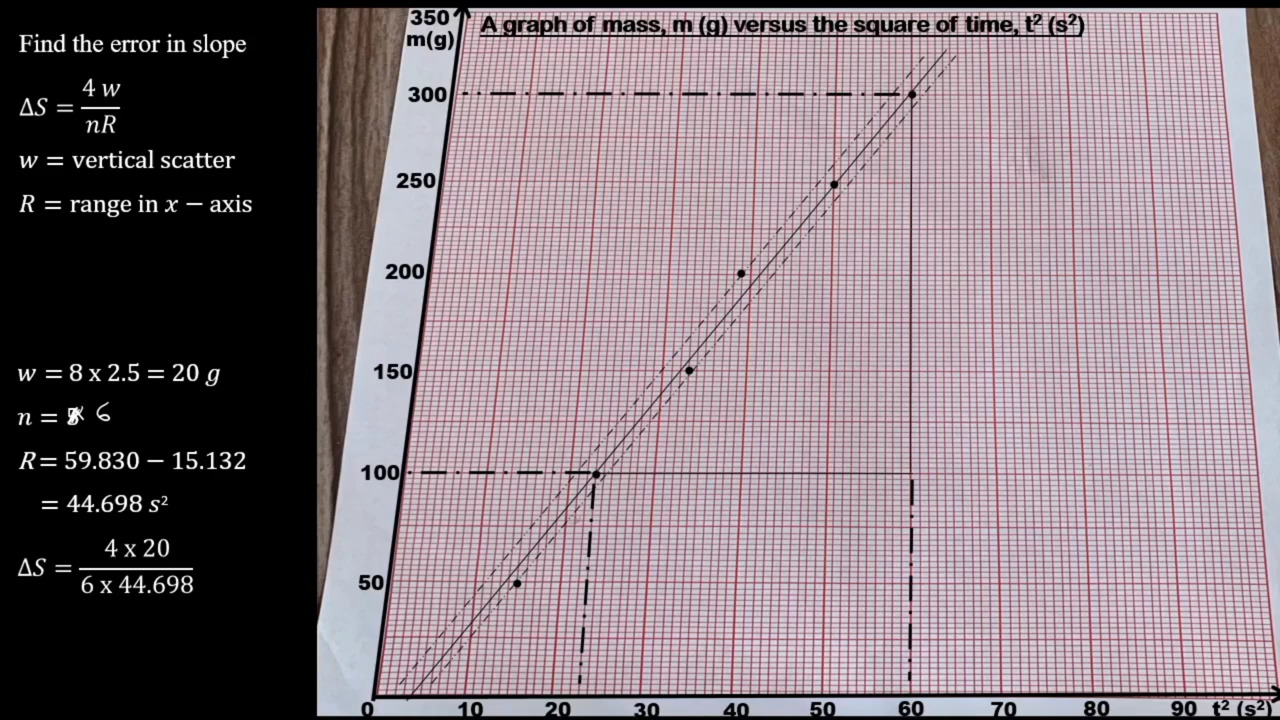 Find the error in slope
ΔS = 4 w / nR
w = vertical scatter
R = range in x − axis
w = 8 x 2.5 = 20 g
n = 6
R = 59.830 − 15.132
= 44.698 s²
ΔS = 4 x 20 / 6 x 44.698
A graph of mass, m (g) versus the square of time, t² (s²)
350
m(g)
300
250
200
150
100
50
0 10 20 30 40 50 60 70 80 90 t² (s²)